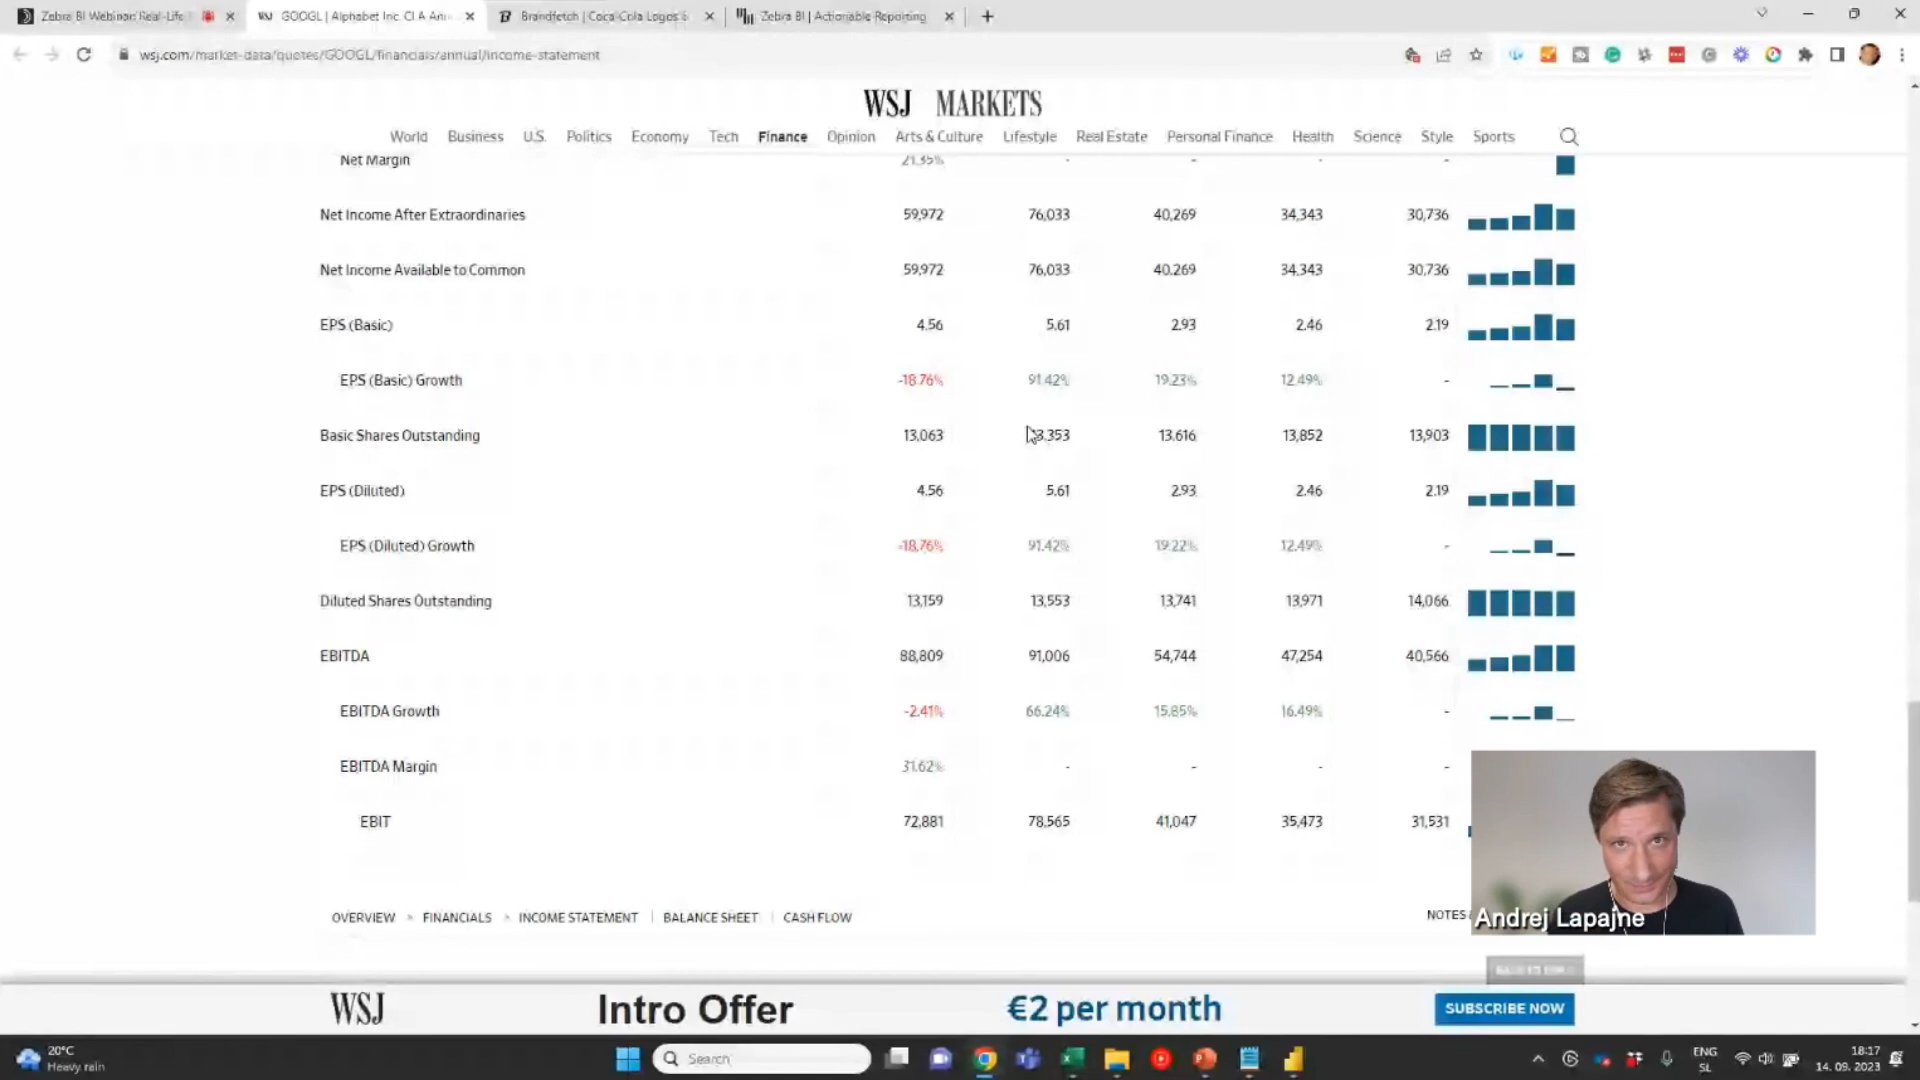 Zebra BI Webinar: Real-Life
GOOGL | Alphabet Inc. Cl A Ann
Brandfetch | Coca-Cola Logos &
Zebra BI | Actionable Reporting
wsj.com/market-data/quotes/GOOGL/financials/annual/income-statement
WSJ MARKETS
World Business U.S. Politics Economy Tech Finance Opinion Arts & Culture Lifestyle Real Estate Personal Finance Health Science Style Sports
Net Margin 21.35% - - - -
Net Income After Extraordinaries 59,972 76,033 40,269 34,343 30,736
Net Income Available to Common 59,972 76,033 40,269 34,343 30,736
EPS (Basic) 4.56 5.61 2.93 2.46 2.19
EPS (Basic) Growth -18.76% 91.42% 19.23% 12.49% -
Basic Shares Outstanding 13,063 13,353 13,616 13,852 13,903
EPS (Diluted) 4.56 5.61 2.93 2.46 2.19
EPS (Diluted) Growth -18.76% 91.42% 19.22% 12.49% -
Diluted Shares Outstanding 13,159 13,553 13,741 13,971 14,066
EBITDA 88,809 91,006 54,744 47,254 40,566
EBITDA Growth -2.41% 66.24% 15.85% 16.49% -
EBITDA Margin 31.62% - - - -
EBIT 72,881 78,565 41,047 35,473 31,531
OVERVIEW > FINANCIALS > INCOME STATEMENT | BALANCE SHEET | CASH FLOW
NOTES
Andrej Lapajne
WSJ Intro Offer €2 per month SUBSCRIBE NOW
20°C
Heavy rain
Search
ENG
SL
18:17
14. 09. 2023